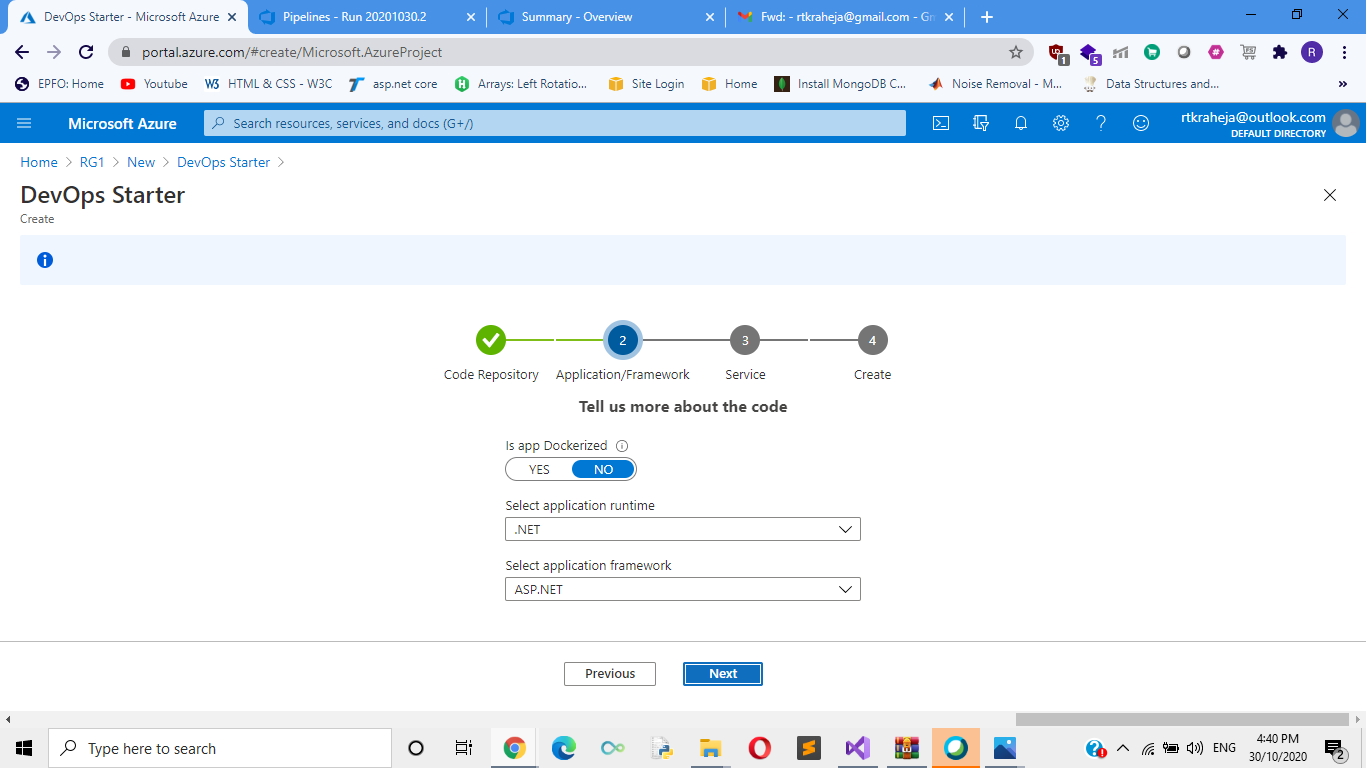 DevOps Starter - Microsoft Azure
Pipelines - Run 20201030.2
Summary - Overview
Fwd: - rtkraheja@gmail.com - Gm
portal.azure.com/#create/Microsoft.AzureProject
1
5
R
EPFO: Home
Youtube
HTML & CSS - W3C
asp.net core
Arrays: Left Rotatio...
Site Login
Home
Install MongoDB C...
Noise Removal - M...
Data Structures and...
»
Microsoft Azure
Search resources, services, and docs (G+/)
rtkraheja@outlook.com
DEFAULT DIRECTORY
Home > RG1 > New > DevOps Starter >
DevOps Starter
Create
2
3
4
Code Repository
Application/Framework
Service
Create
Tell us more about the code
Is app Dockerized
YES
NO
Select application runtime
.NET
Select application framework
ASP.NET
Previous
Next
Type here to search
ENG
4:40 PM
30/10/2020
2